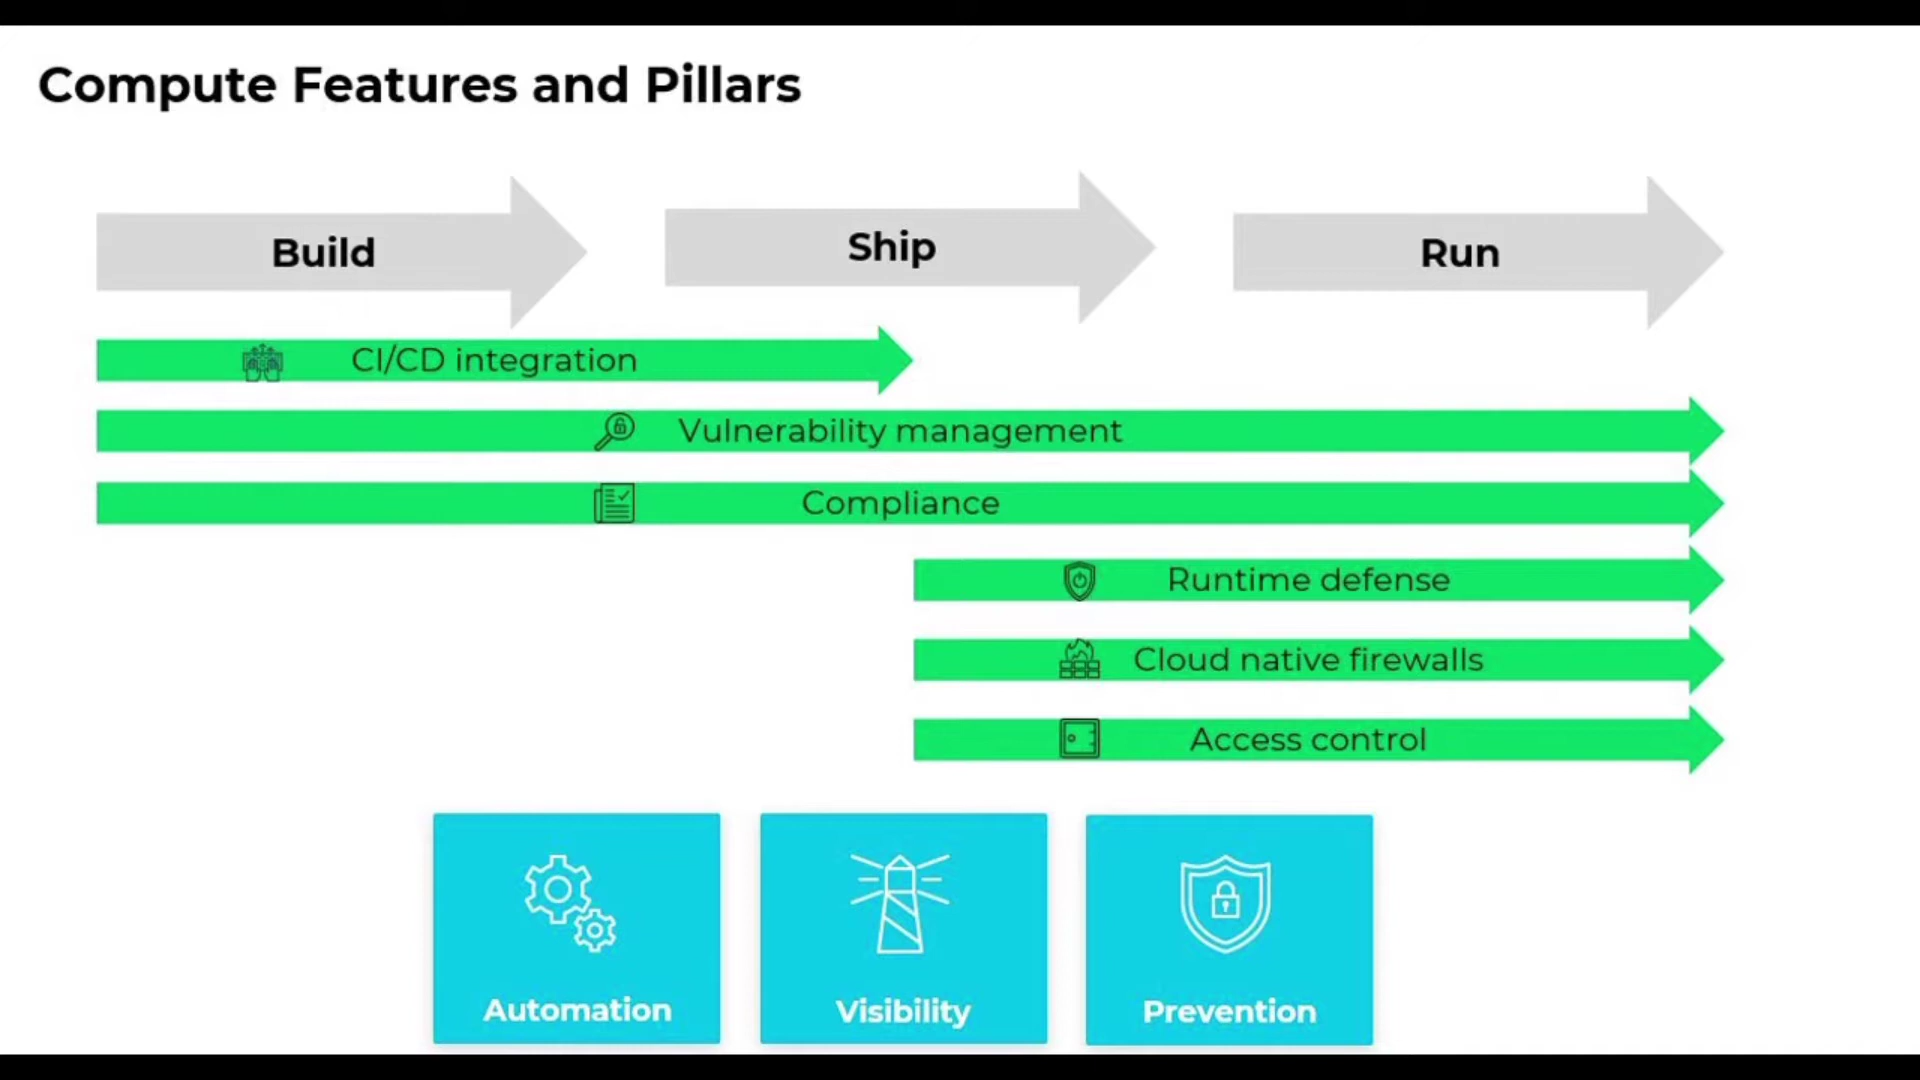 Compute Features and Pillars
Build
Ship
Run
CI/CD integration
Vulnerability management
Compliance
Runtime defense
Cloud native firewalls
Access control
Automation
Visibility
Prevention